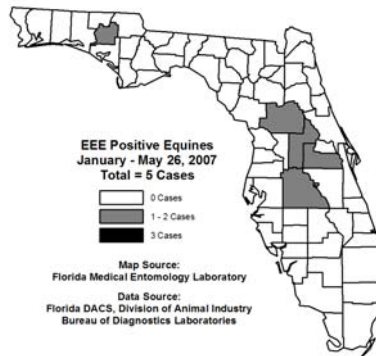 EEE Positive Equines
January - May 26, 2007
Total = 5 Cases
0 Cases
1 - 2 Cases
3 Cases
Map Source:
Florida Medical Entomology Laboratory
Data Source:
Florida DACS, Division of Animal Industry
Bureau of Diagnostics Laboratories